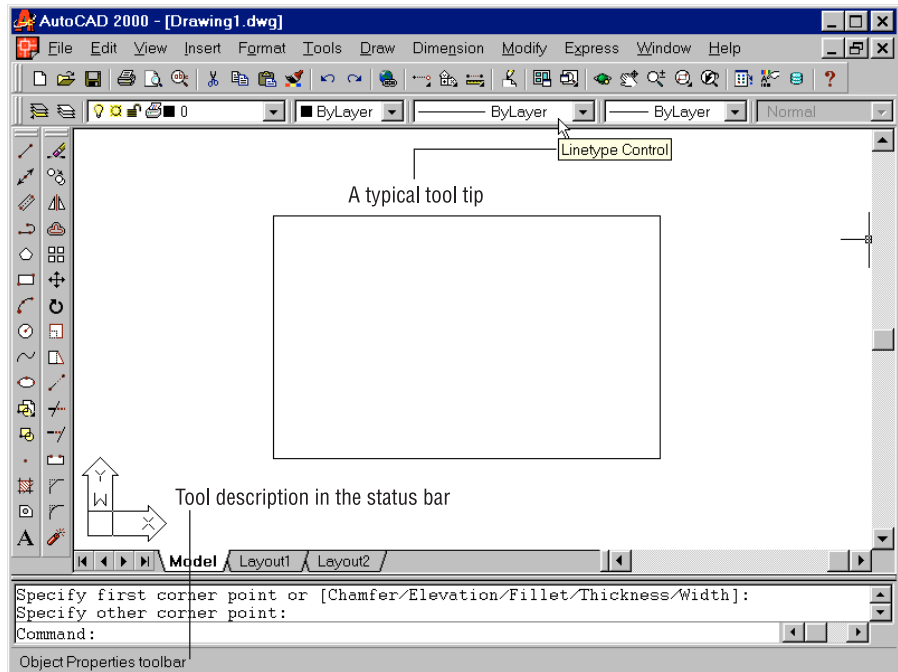 AutoCAD 2000 - [Drawing1.dwg]
File Edit View Insert Format Tools Draw Dimension Modify Express Window Help
?
0 ByLayer ByLayer ByLayer Normal
Linetype Control
A typical tool tip
Y
W
X
Tool description in the status bar
A
Model Layout1 Layout2
Specify first corner point or [Chamfer/Elevation/Fillet/Thickness/Width]:
Specify other corner point:
Command:
Object Properties toolbar